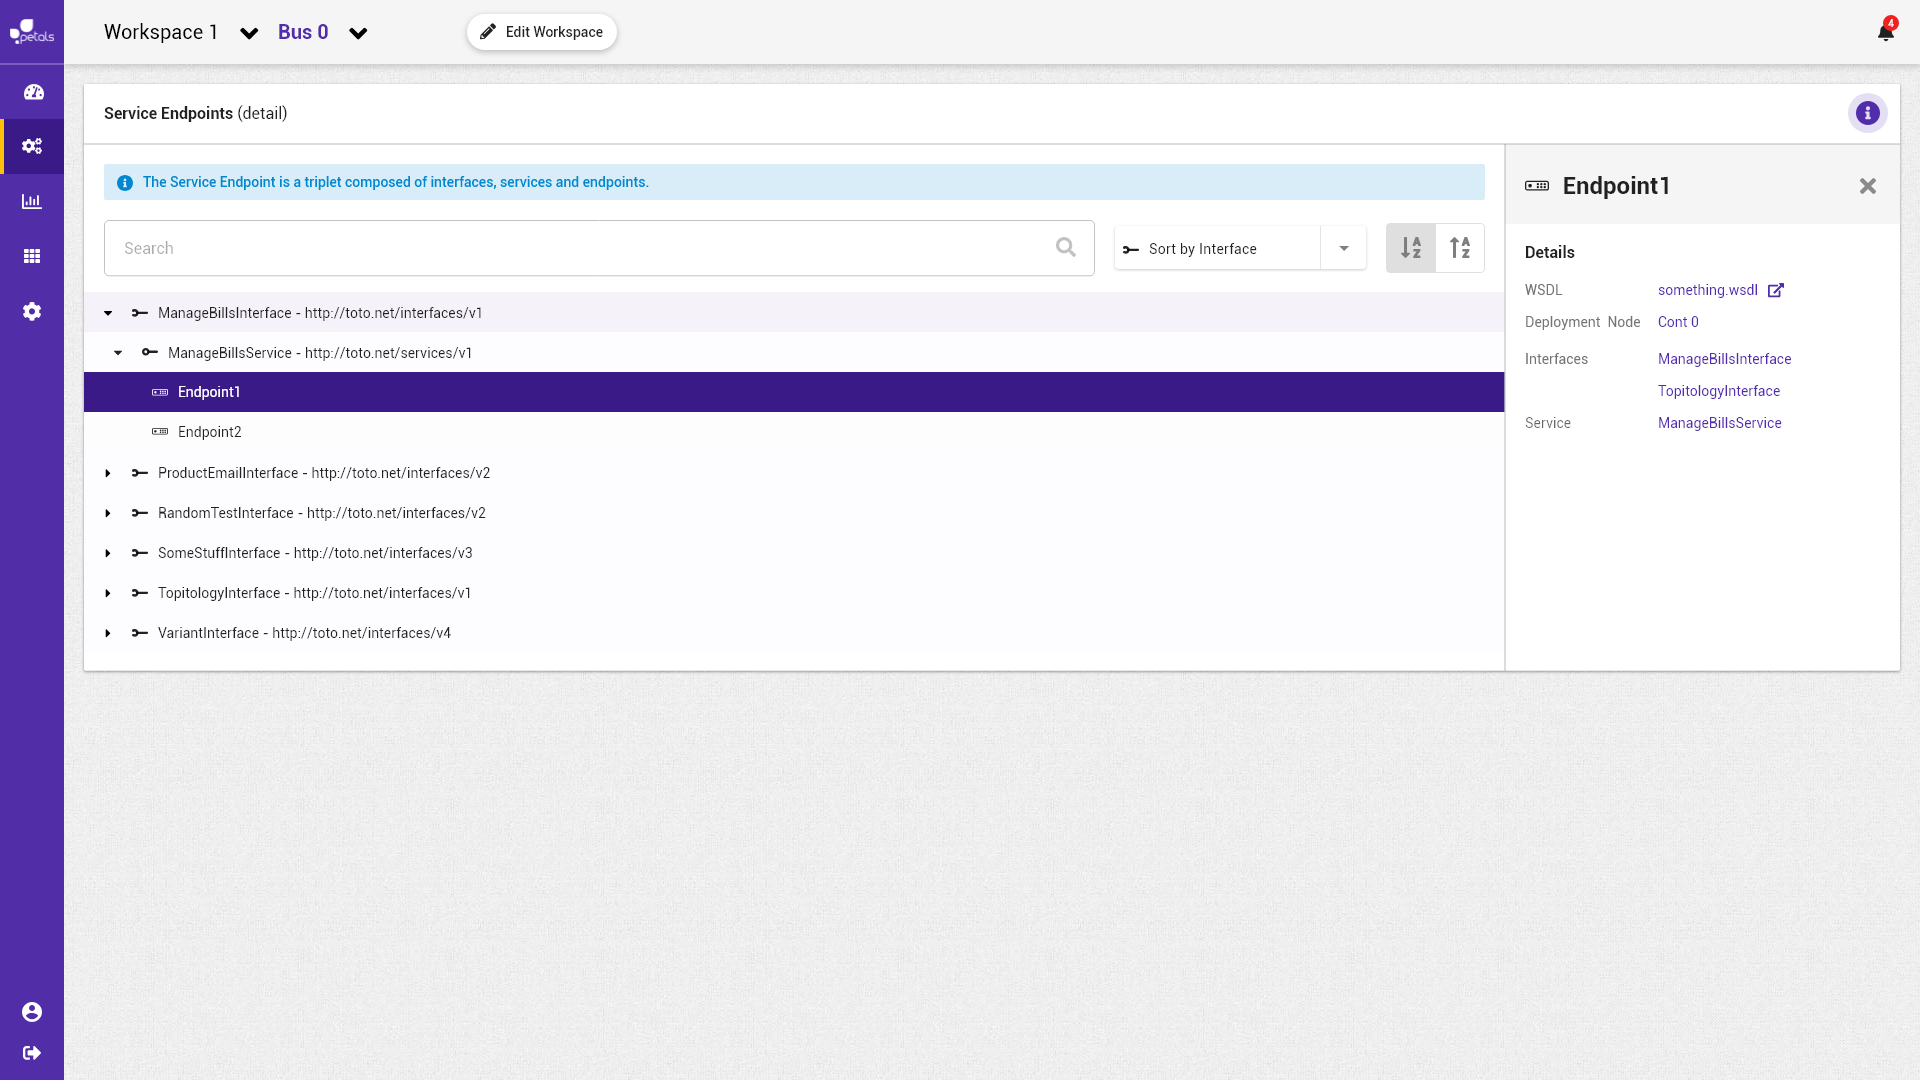 petals
Workspace 1
Bus 0
Edit Workspace
4
Service Endpoints (detail)
The Service Endpoint is a triplet composed of interfaces, services and endpoints.
Search
Sort by Interface
A
Z
A
Z
ManageBillsInterface - http://toto.net/interfaces/v1
ManageBillsService - http://toto.net/services/v1
Endpoint1
Endpoint2
ProductEmailInterface - http://toto.net/interfaces/v2
RandomTestInterface - http://toto.net/interfaces/v2
SomeStuffInterface - http://toto.net/interfaces/v3
TopitologyInterface - http://toto.net/interfaces/v1
VariantInterface - http://toto.net/interfaces/v4
Endpoint1
Details
WSDL something.wsdl
Deployment Node Cont 0
Interfaces ManageBillsInterface
TopitologyInterface
Service ManageBillsService